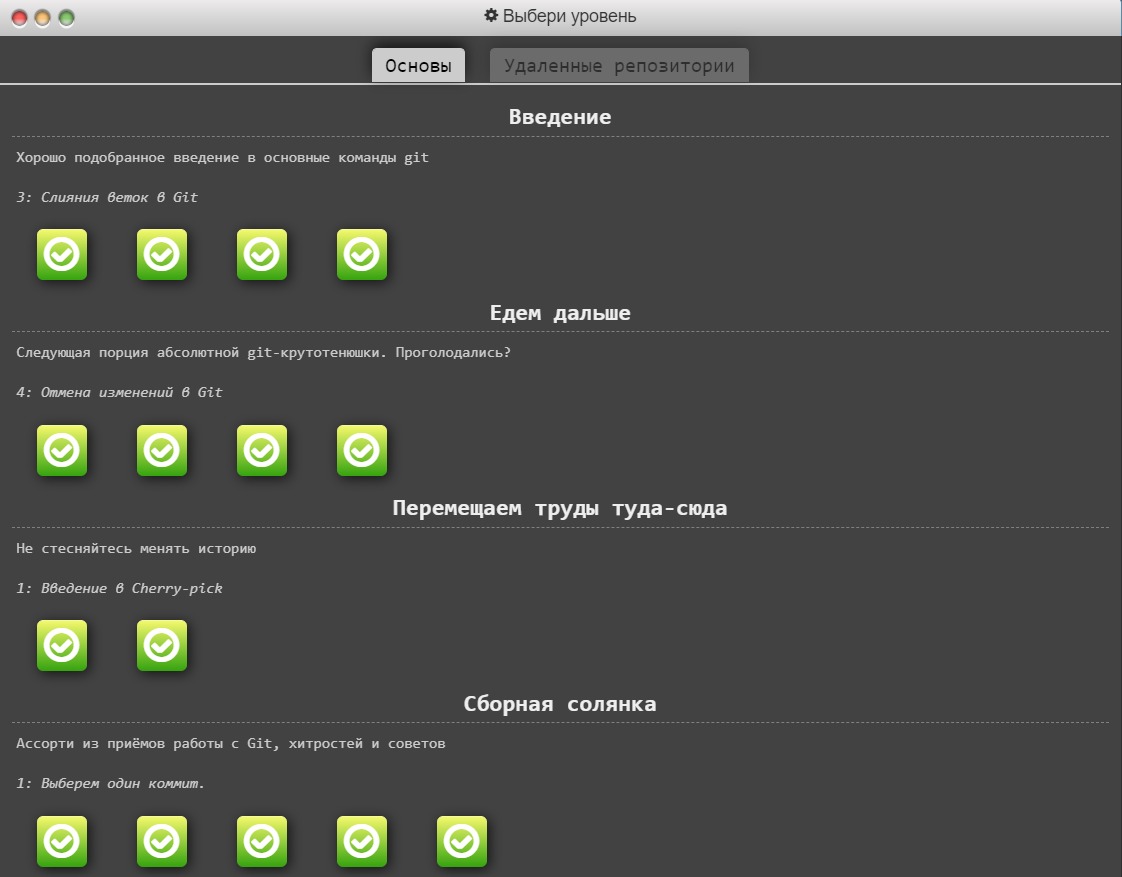 Выбери уровень
Основы
Удаленные репозитории
Введение
Хорошо подобранное введение в основные команды git
3: Слияния веток в Git
Едем дальше
Следующая порция абсолютной git-крутотенюшки. Проголодались?
4: Отмена изменений в Git
Перемещаем труды туда-сюда
Не стесняйтесь менять историю
1: Введение в Cherry-pick
Сборная солянка
Ассорти из приёмов работы с Git, хитростей и советов
1: Выберем один коммит.